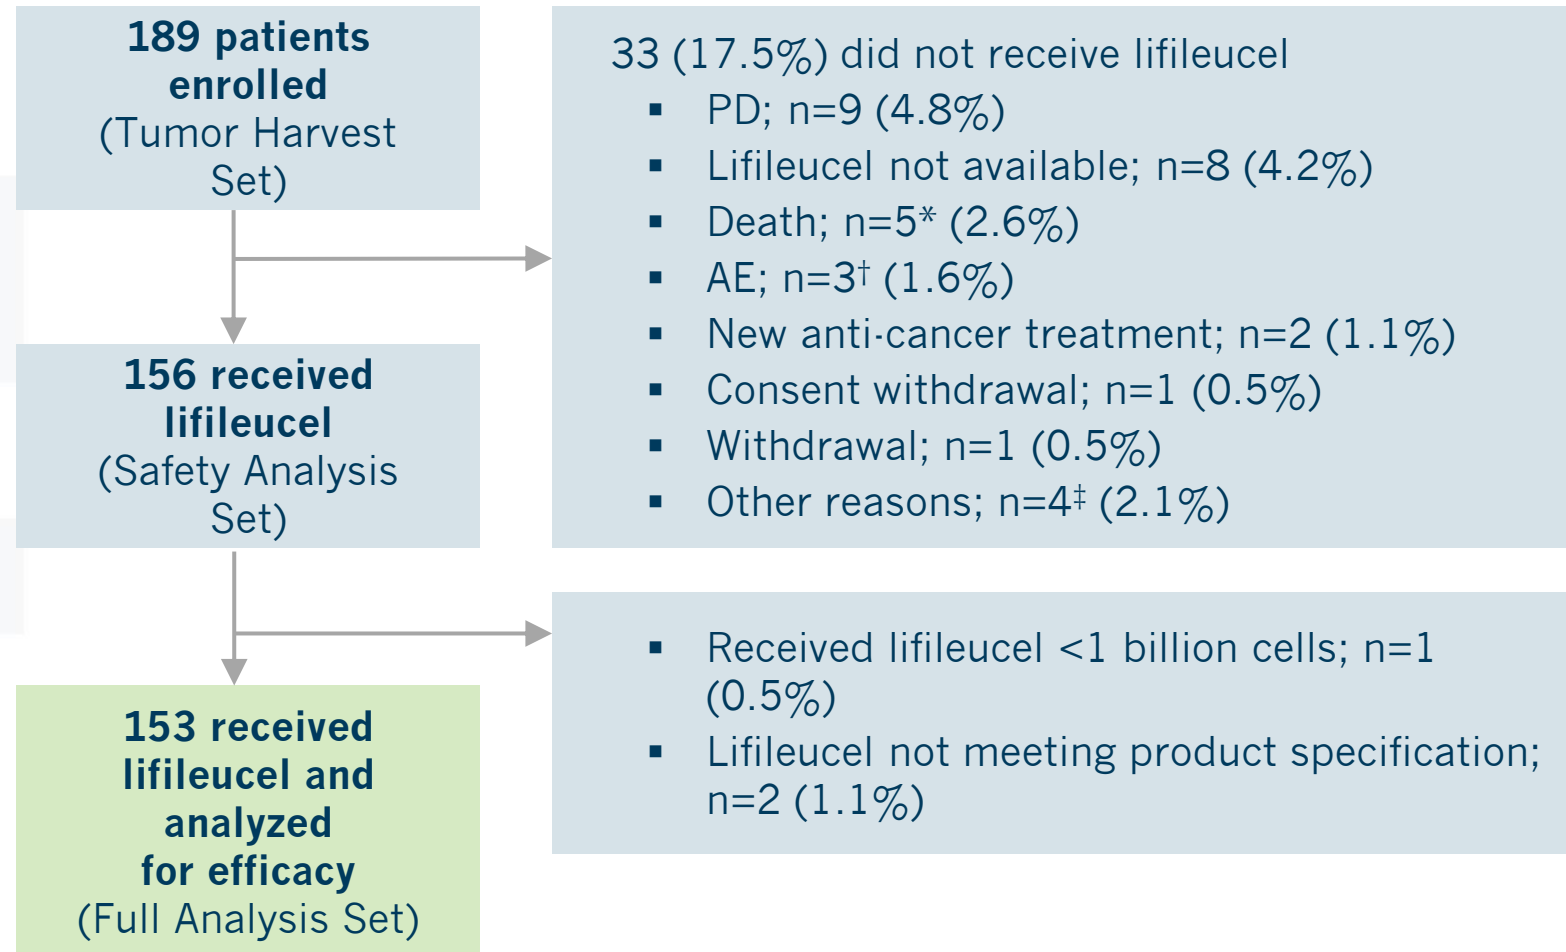 189 patients
enrolled
(Tumor Harvest
Set)
33 (17.5%) did not receive lifileucel
▪ PD; n=9 (4.8%)
▪ Lifileucel not available; n=8 (4.2%)
▪ Death; n=5* (2.6%)
▪ AE; n=3† (1.6%)
▪ New anti-cancer treatment; n=2 (1.1%)
▪ Consent withdrawal; n=1 (0.5%)
▪ Withdrawal; n=1 (0.5%)
▪ Other reasons; n=4‡ (2.1%)
156 received
lifileucel
(Safety Analysis
Set)
▪ Received lifileucel <1 billion cells; n=1
(0.5%)
▪ Lifileucel not meeting product specification;
n=2 (1.1%)
153 received
lifileucel and
analyzed
for efficacy
(Full Analysis Set)